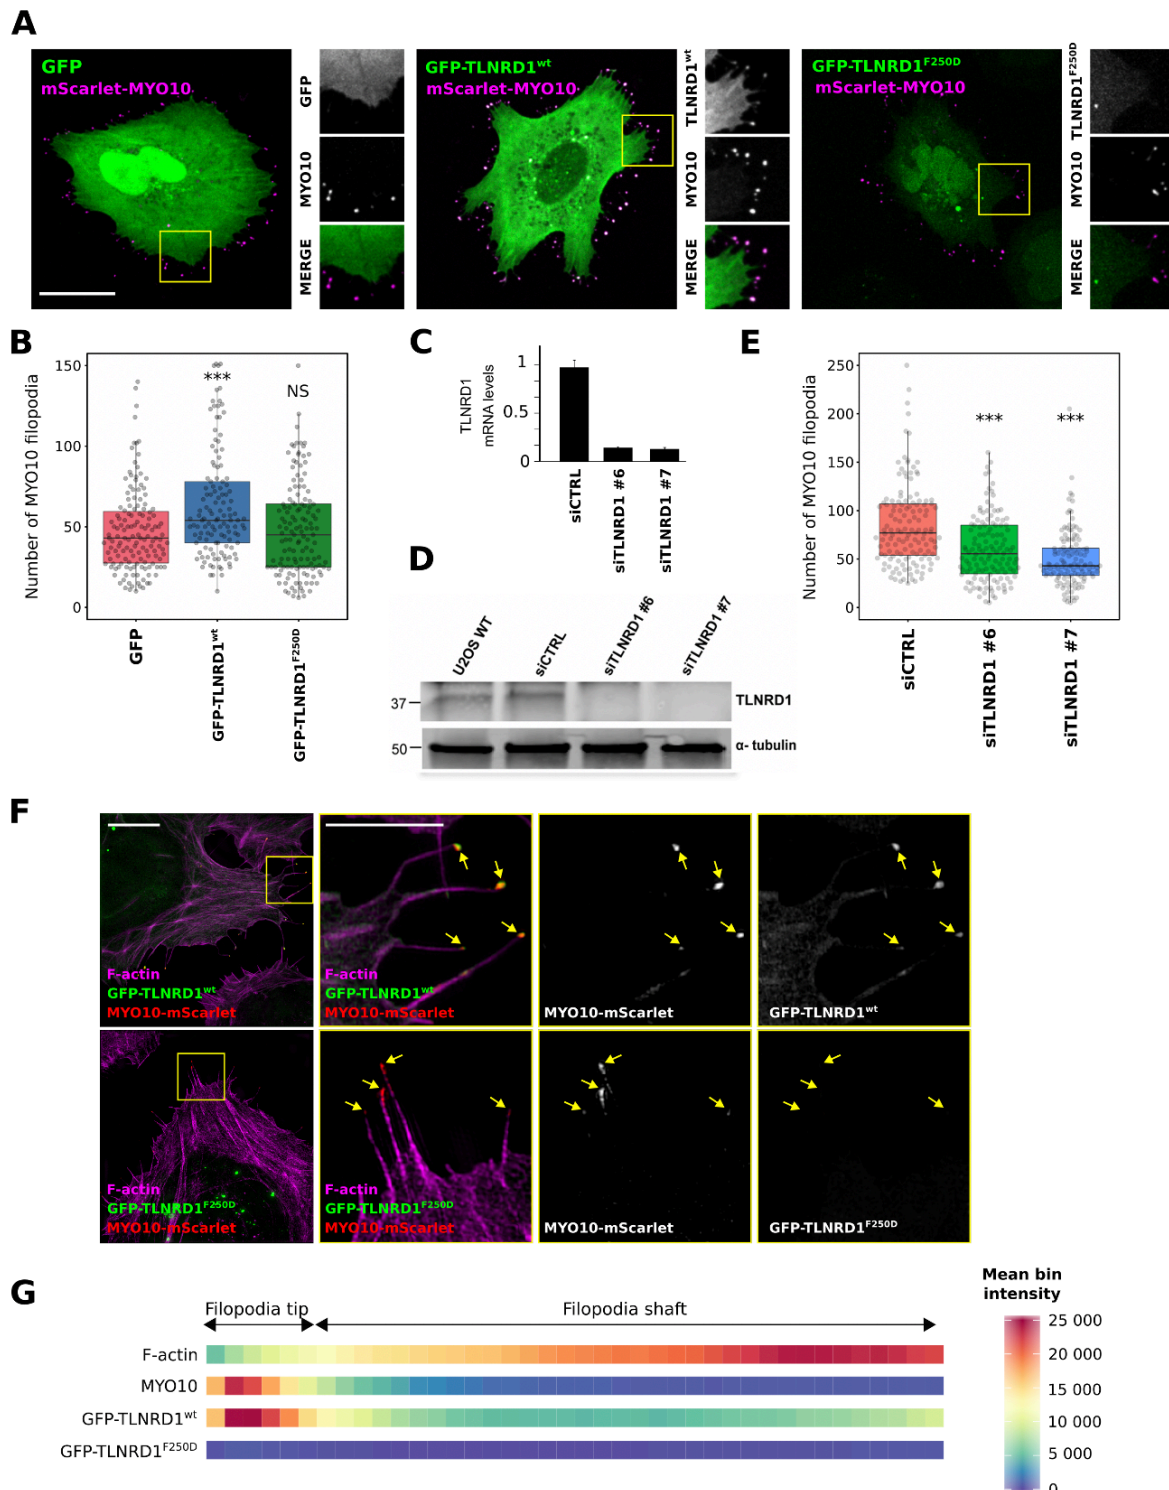 A
GFP
mScarlet-MYO10
GFP
MYO10
MERGE
GFP-TLNRD1wt
mScarlet-MYO10
TLNRD1wt
MYO10
MERGE
GFP-TLNRD1F250D
mScarlet-MYO10
TLNRD1F250D
MYO10
MERGE
B
Number of MYO10 filopodia
150
100
50
0
***
NS
GFP
GFP-TLNRD1wt
GFP-TLNRD1F250D
C
TLNRD1
mRNA levels
1
0.5
0
siCTRL
siTLNRD1 #6
siTLNRD1 #7
D
U2OS WT
siCTRL
siTLNRD1 #6
siTLNRD1 #7
37
TLNRD1
50
α- tubulin
E
Number of MYO10 filopodia
250
200
150
100
50
0
***
***
siCTRL
siTLNRD1 #6
siTLNRD1 #7
F
F-actin
GFP-TLNRD1wt
MYO10-mScarlet
F-actin
GFP-TLNRD1wt
MYO10-mScarlet
MYO10-mScarlet
GFP-TLNRD1wt
F-actin
GFP-TLNRD1F250D
MYO10-mScarlet
F-actin
GFP-TLNRD1F250D
MYO10-mScarlet
MYO10-mScarlet
GFP-TLNRD1F250D
G
Filopodia tip
Filopodia shaft
F-actin
MYO10
GFP-TLNRD1wt
GFP-TLNRD1F250D
Mean bin
intensity
25 000
20 000
15 000
10 000
5 000
0